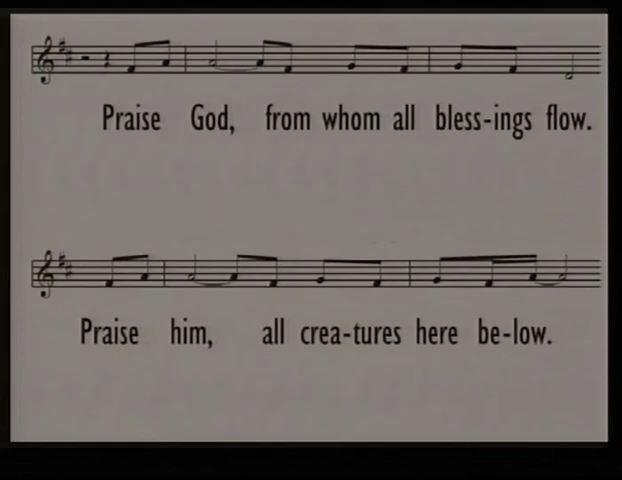 Praise God, from whom all bless-ings flow.
Praise him, all crea-tures here be-low.